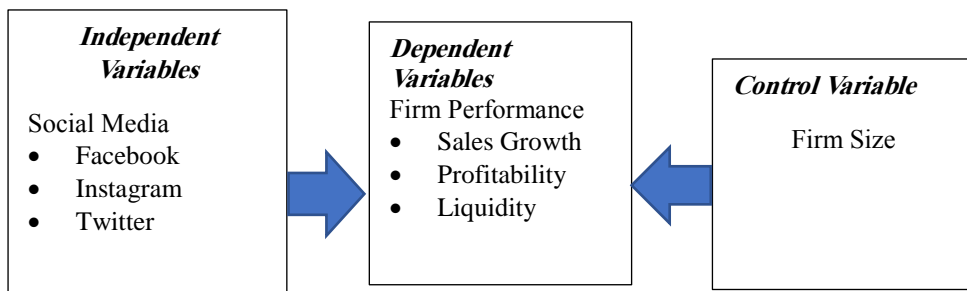 Independent
Variables
Social Media
• Facebook
• Instagram
• Twitter
Dependent
Variables
Firm Performance
• Sales Growth
• Profitability
• Liquidity
Control Variable
Firm Size